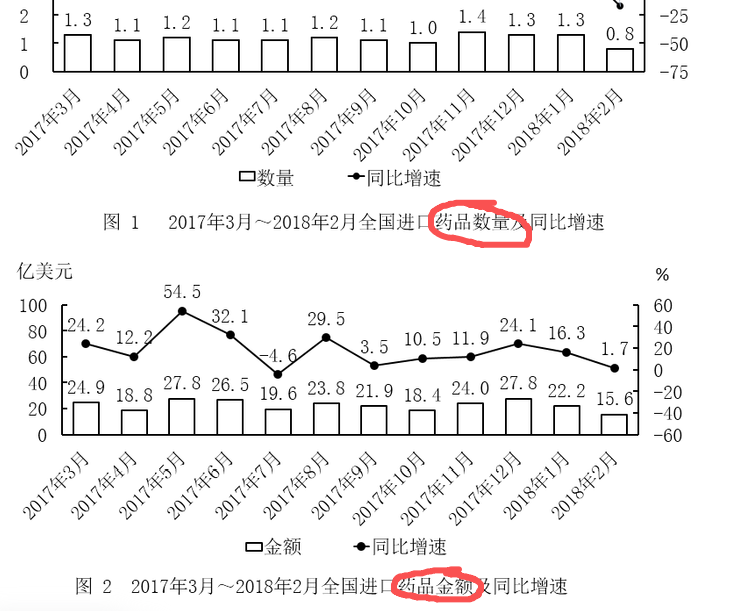 2 1.3 1.1 1.2 1.1 1.1 1.2 1.1 1.0 1.4 1.3 1.3 0.8 -25
1 -50
0 -75
2017年3月 2017年4月 2017年5月 2017年6月 2017年7月 2017年8月 2017年9月 2017年10月 2017年11月 2017年12月 2018年1月 2018年2月
数量 同比增速
图 1 2017年3月～2018年2月全国进口药品数量及同比增速
亿美元 %
54.5
100 60
24.2 12.2 32.1 -4.6 29.5 3.5 10.5 11.9 24.1 16.3 1.7
80 40
60 20
40 0
24.9 18.8 27.8 26.5 19.6 23.8 21.9 18.4 24.0 27.8 22.2 15.6
20 -20
0 -40
-60
2017年3月 2017年4月 2017年5月 2017年6月 2017年7月 2017年8月 2017年9月 2017年10月 2017年11月 2017年12月 2018年1月 2018年2月
金额 同比增速
图 2 2017年3月～2018年2月全国进口药品金额及同比增速